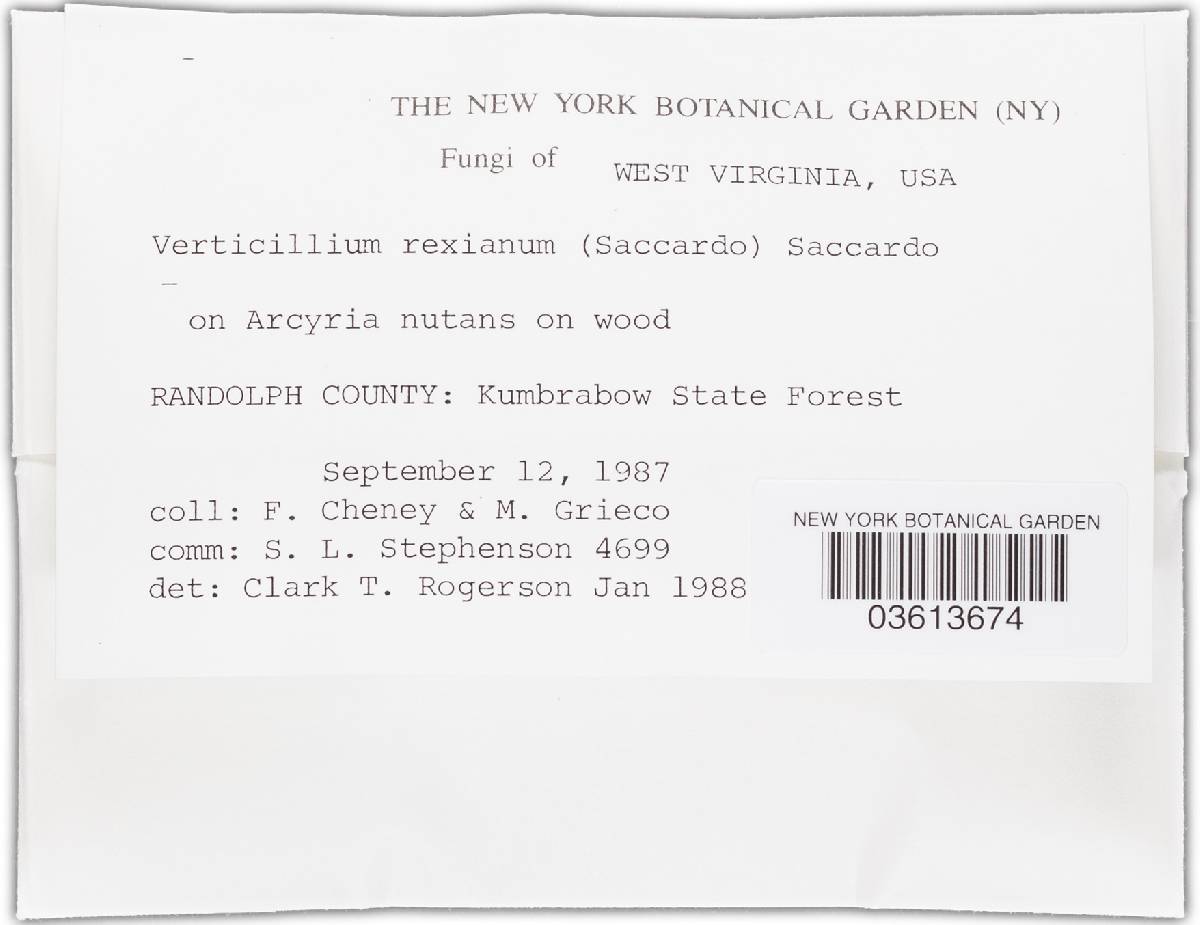 THE NEW YORK BOTANICAL GARDEN (NY)
Fungi of WEST VIRGINIA, USA
Verticillium rexianum (Saccardo) Saccardo
on Arcyria nutans on wood
RANDOLPH COUNTY: Kumbrabow State Forest
September 12, 1987
coll: F. Cheney & M. Grieco
comm: S. L. Stephenson 4699
det: Clark T. Rogerson Jan 1988
NEW YORK BOTANICAL GARDEN
03613674